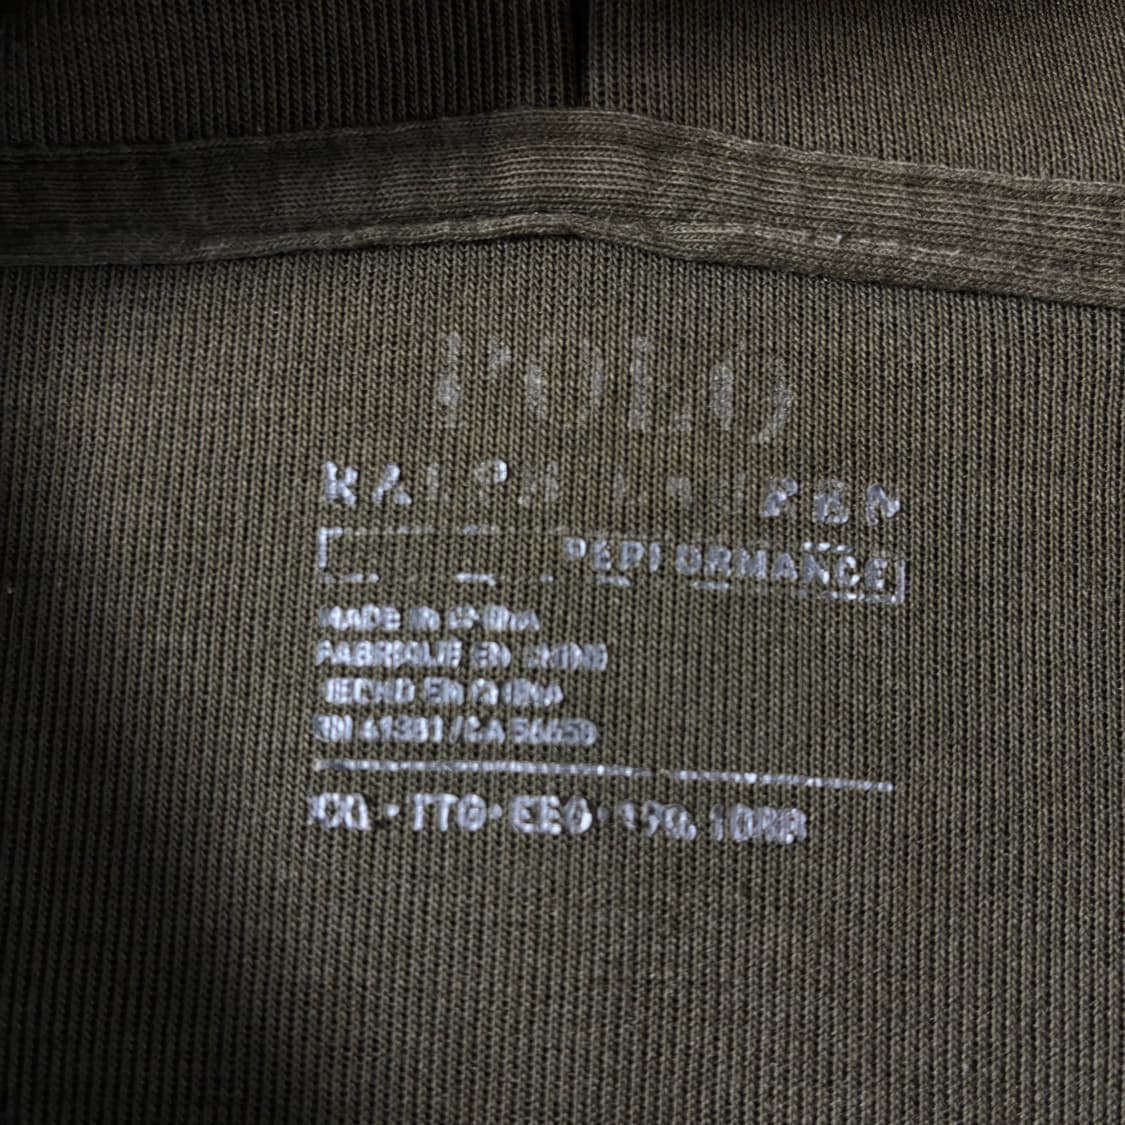 POLO
RALPH LAUREN
PERFORMANCE
MADE IN CHINA
FABRIQUÉ EN CHINE
HECHO EN CHINA
RN 41381 / CA 56658
XXL • TTG • EEG •